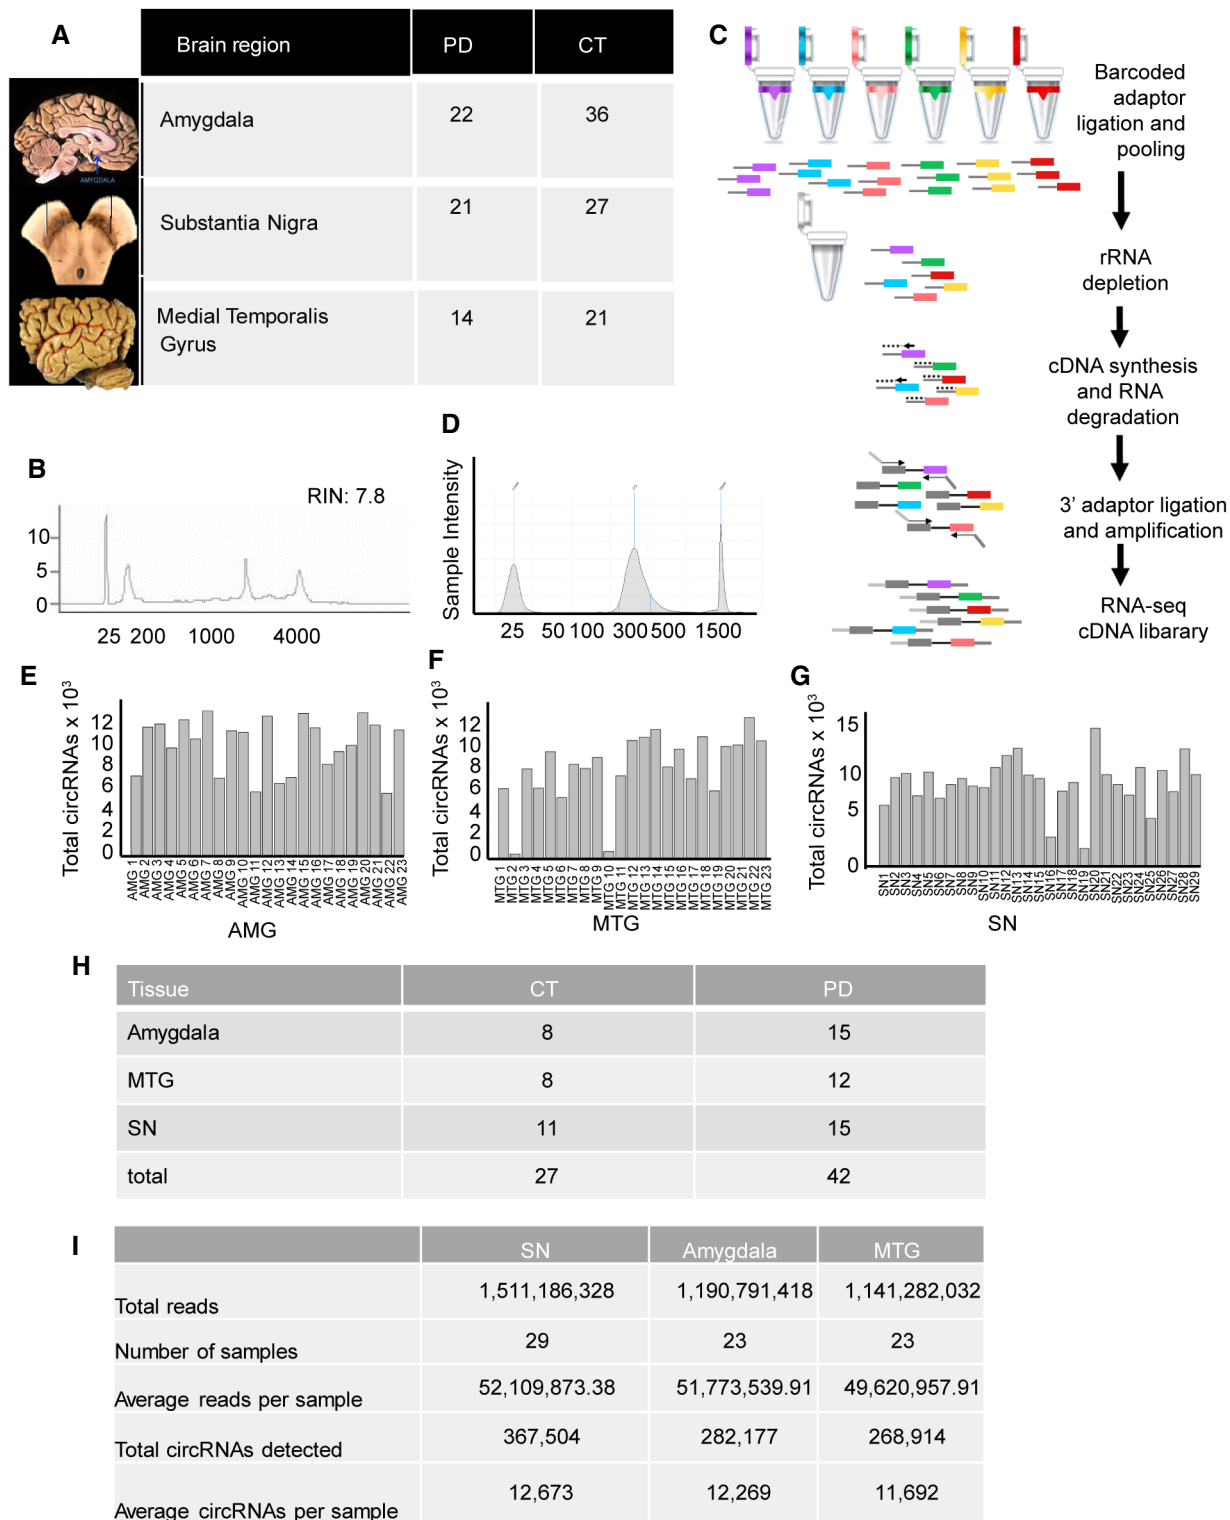 A
Brain region PD CT
Amygdala 22 36
AMYGDALA
Substantia Nigra 21 27
Medial Temporalis
Gyrus
14 21
C
Barcoded
adaptor
ligation and
pooling
rRNA
depletion
cDNA synthesis
and RNA
degradation
3' adaptor ligation
and amplification
RNA-seq
cDNA libarary
B
RIN: 7.8
10
5
0
25 200 1000 4000
D
Sample Intensity
25 50 100 300 500 1500
E
Total circRNAs x 10³
12
10
8
6
4
2
0
AMG 1 AMG 2 AMG 3 AMG 4 AMG 5 AMG 6 AMG 7 AMG 8 AMG 9 AMG 10 AMG 11 AMG 12 AMG 13 AMG 14 AMG 15 AMG 16 AMG 17 AMG 18 AMG 19 AMG 20 AMG 21 AMG 22 AMG 23
AMG
F
Total circRNAs x 10³
12
10
8
6
4
2
0
MTG 1 MTG 2 MTG 3 MTG 4 MTG 5 MTG 6 MTG 7 MTG 8 MTG 9 MTG 10 MTG 11 MTG 12 MTG 13 MTG 14 MTG 15 MTG 16 MTG 17 MTG 18 MTG 19 MTG 20 MTG 21 MTG 22 MTG 23
MTG
G
Total circRNAs x 10³
15
10
5
0
SN1 SN2 SN3 SN4 SN5 SN6 SN7 SN8 SN9 SN10 SN11 SN12 SN13 SN14 SN15 SN16 SN17 SN18 SN19 SN20 SN21 SN22 SN23 SN24 SN25 SN26 SN27 SN28 SN29
SN
H
Tissue CT PD
Amygdala 8 15
MTG 8 12
SN 11 15
total 27 42
I
SN Amygdala MTG
Total reads 1,511,186,328 1,190,791,418 1,141,282,032
Number of samples 29 23 23
Average reads per sample 52,109,873.38 51,773,539.91 49,620,957.91
Total circRNAs detected 367,504 282,177 268,914
Average circRNAs per sample 12,673 12,269 11,692